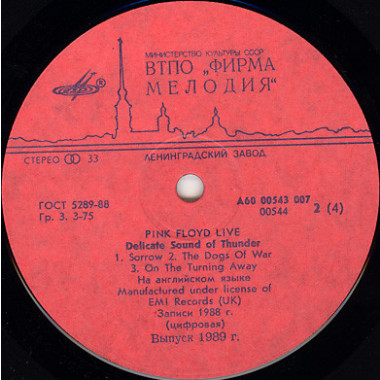 МИНИСТЕРСТВО КУЛЬТУРЫ СССР
ВТПО „ФИРМА
МЕЛОДИЯ“
СТЕРЕО 33
ЛЕНИНГРАДСКИЙ ЗАВОД
ГОСТ 5289-88
Гр. 3. 3-75
А60 00543 007
00544
2 (4)
PINK FLOYD LIVE
Delicate Sound of Thunder
1. Sorrow 2. The Dogs Of War
3. On The Turning Away
На английском языке
Manufactured under license of
EMI Records (UK)
Записи 1988 г.
(цифровая)
Выпуск 1989 г.